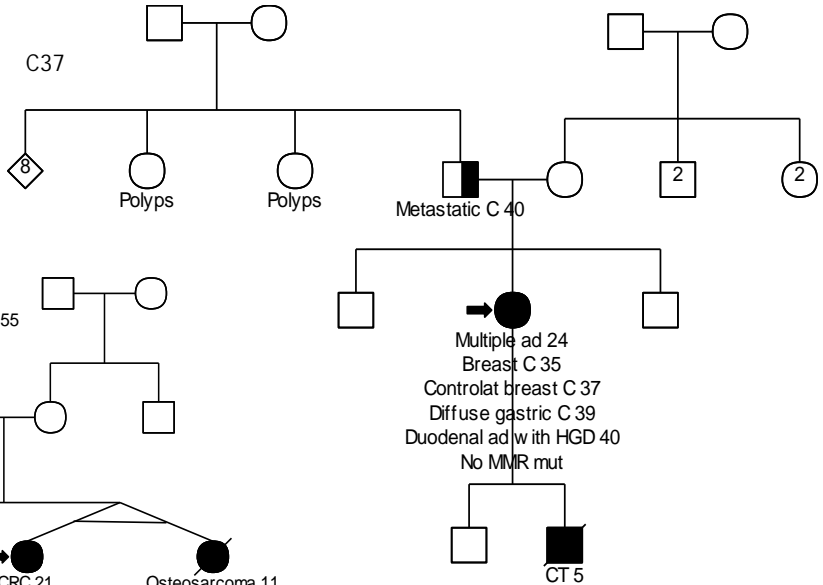 C37
8
Polyps
Polyps
Metastatic C 40
2
2
55
Multiple ad 24
Breast C 35
Controlat breast C 37
Diffuse gastric C 39
Duodenal ad with HGD 40
No MMR mut
CRC 21
Osteosarcoma 11
CT 5